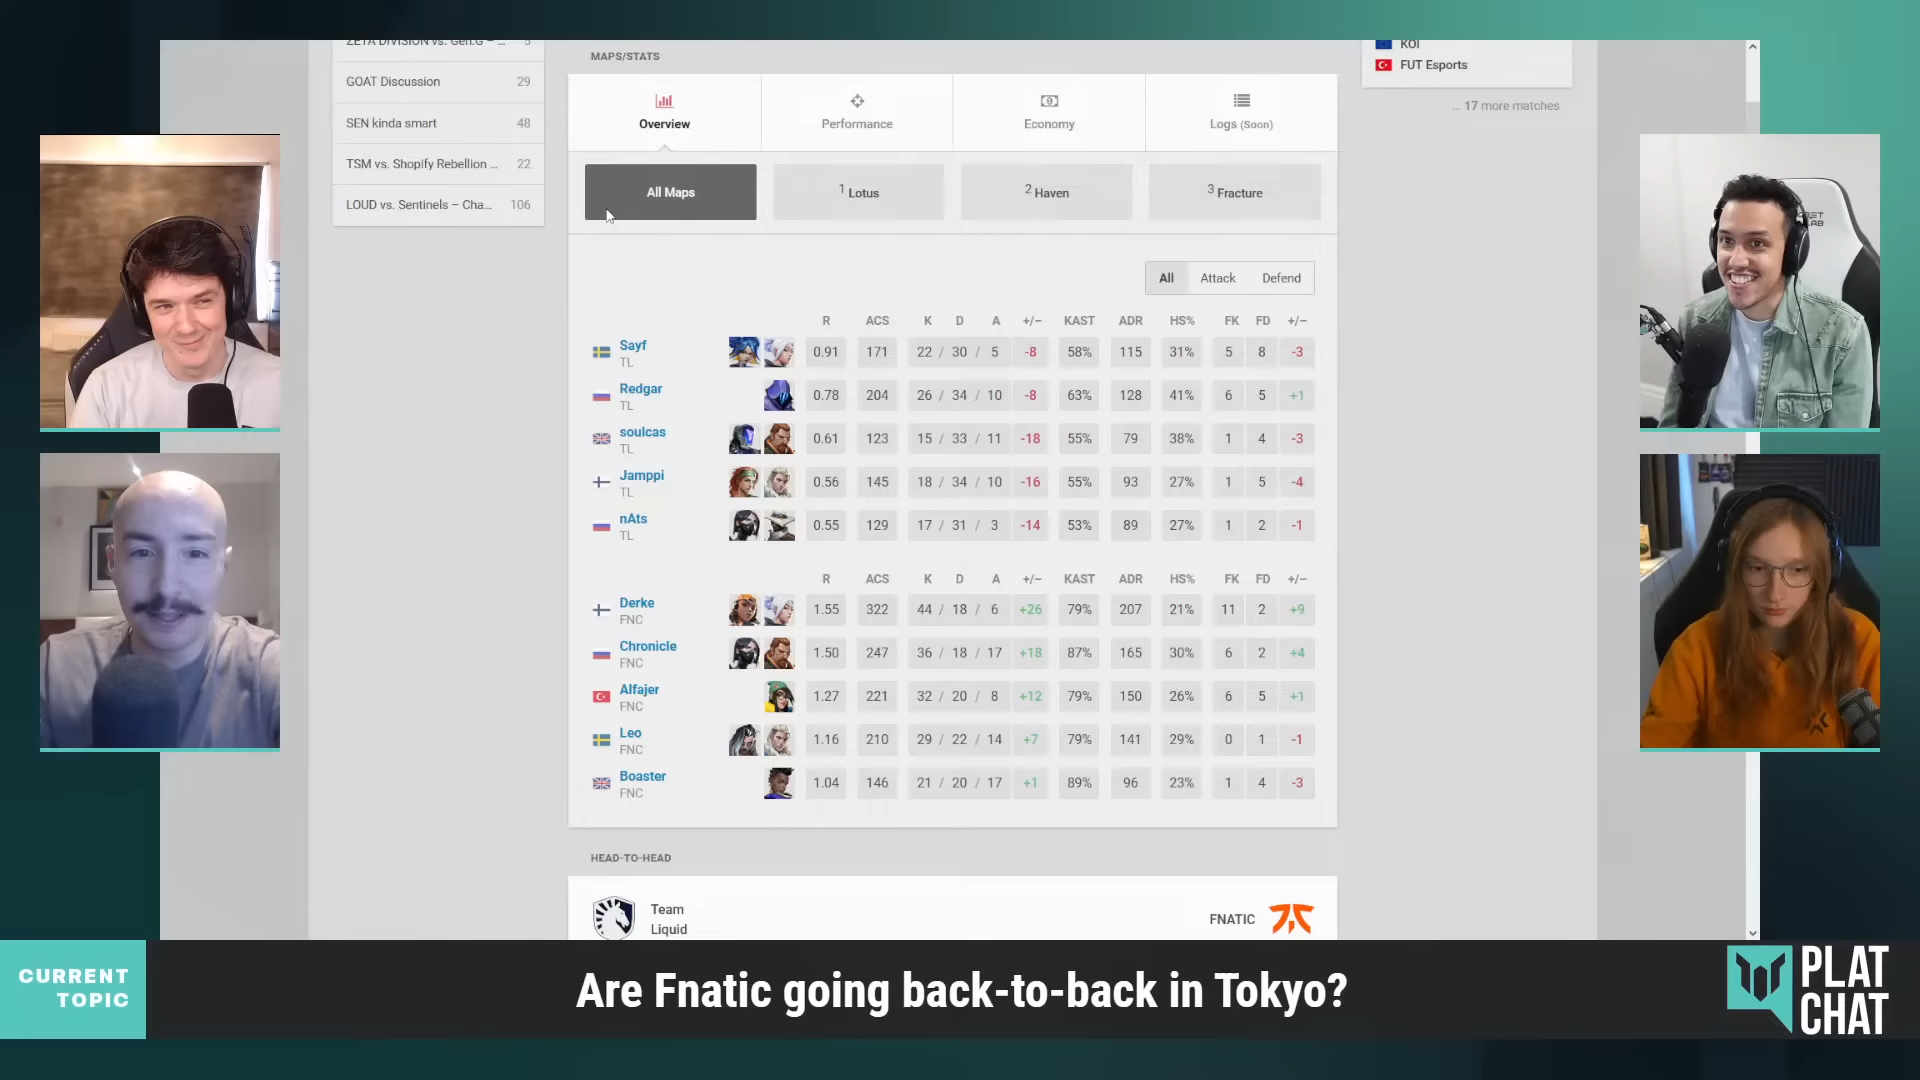 ZETA DIVISION vs. Gen.G – ... 5
GOAT Discussion 29
SEN kinda smart 48
TSM vs. Shopify Rebellion ... 22
LOUD vs. Sentinels – Cha... 106
MAPS/STATS
Overview
Performance
Economy
Logs (Soon)
All Maps
1 Lotus
2 Haven
3 Fracture
All Attack Defend
R ACS K D A +/– KAST ADR HS% FK FD +/–
Sayf
TL
0.91 171 22 / 30 / 5 -8 58% 115 31% 5 8 -3
Redgar
TL
0.78 204 26 / 34 / 10 -8 63% 128 41% 6 5 +1
soulcas
TL
0.61 123 15 / 33 / 11 -18 55% 79 38% 1 4 -3
Jamppi
TL
0.56 145 18 / 34 / 10 -16 55% 93 27% 1 5 -4
nAts
TL
0.55 129 17 / 31 / 3 -14 53% 89 27% 1 2 -1
R ACS K D A +/– KAST ADR HS% FK FD +/–
Derke
FNC
1.55 322 44 / 18 / 6 +26 79% 207 21% 11 2 +9
Chronicle
FNC
1.50 247 36 / 18 / 17 +18 87% 165 30% 6 2 +4
Alfajer
FNC
1.27 221 32 / 20 / 8 +12 79% 150 26% 6 5 +1
Leo
FNC
1.16 210 29 / 22 / 14 +7 79% 141 29% 0 1 -1
Boaster
FNC
1.04 146 21 / 20 / 17 +1 89% 96 23% 1 4 -3
HEAD-TO-HEAD
Team
Liquid
FNATIC
KOI
FUT Esports
... 17 more matches
CURRENT
TOPIC
Are Fnatic going back-to-back in Tokyo?
PLAT
CHAT